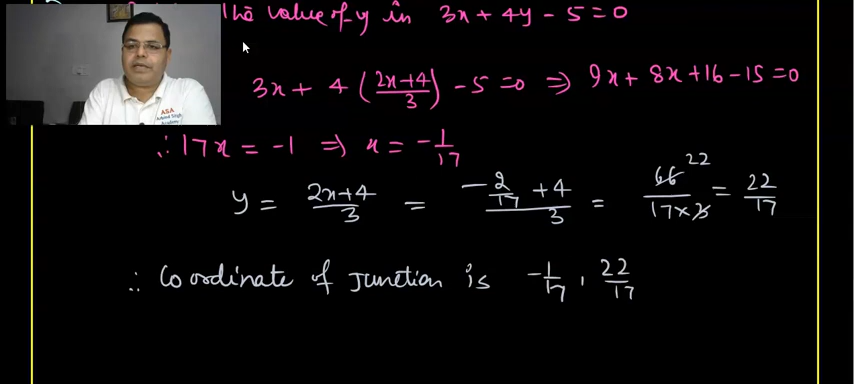 The value of y in 3x + 4y - 5 = 0
3x + 4 ( 2x+4 / 3 ) - 5 = 0 ⇒ 9x + 8x + 16 - 15 = 0
∴ 17x = -1 ⇒ x = -1/17
y = 2x+4 / 3 = -2/17 + 4 / 3 = 66 22 / 17 × 3 = 22/17
∴ Coordinate of Junction is -1/17 , 22/17
ASA
Anand Singh
Academy